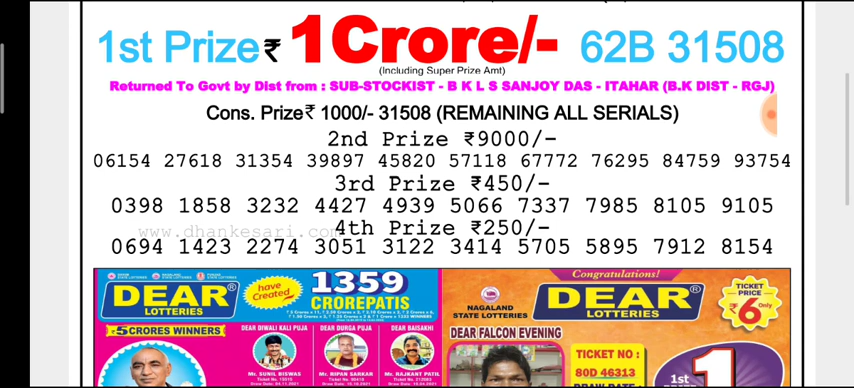 1st Prize ₹ 1Crore/- 62B 31508
(Including Super Prize Amt)
Returned To Govt by Dist from : SUB-STOCKIST - B K L S SANJOY DAS - ITAHAR (B.K DIST - RGJ)
Cons. Prize₹ 1000/- 31508 (REMAINING ALL SERIALS)
2nd Prize ₹9000/-
06154 27618 31354 39897 45820 57118 67772 76295 84759 93754
3rd Prize ₹450/-
0398 1858 3232 4427 4939 5066 7337 7985 8105 9105
www.dhankesari.com
4th Prize ₹250/-
0694 1423 2274 3051 3122 3414 5705 5895 7912 8154
DEAR®
LOTTERIES
have
Created
1359
CROREPATIS
₹5 CRORES WINNERS
DEAR DIWALI KALI PUJA
Mr. SUNIL BISWAS
DEAR DURGA PUJA
Mr. RIPAN SARKAR
DEAR BAISAKHI
Mr. RAJKANT PATIL
Congratulations!
NAGALAND
STATE LOTTERIES
DEAR®
LOTTERIES
TICKET
PRICE
₹6 Only
DEAR FALCON EVENING
TICKET NO :
80D 46313
DRAW DATE
1
1st